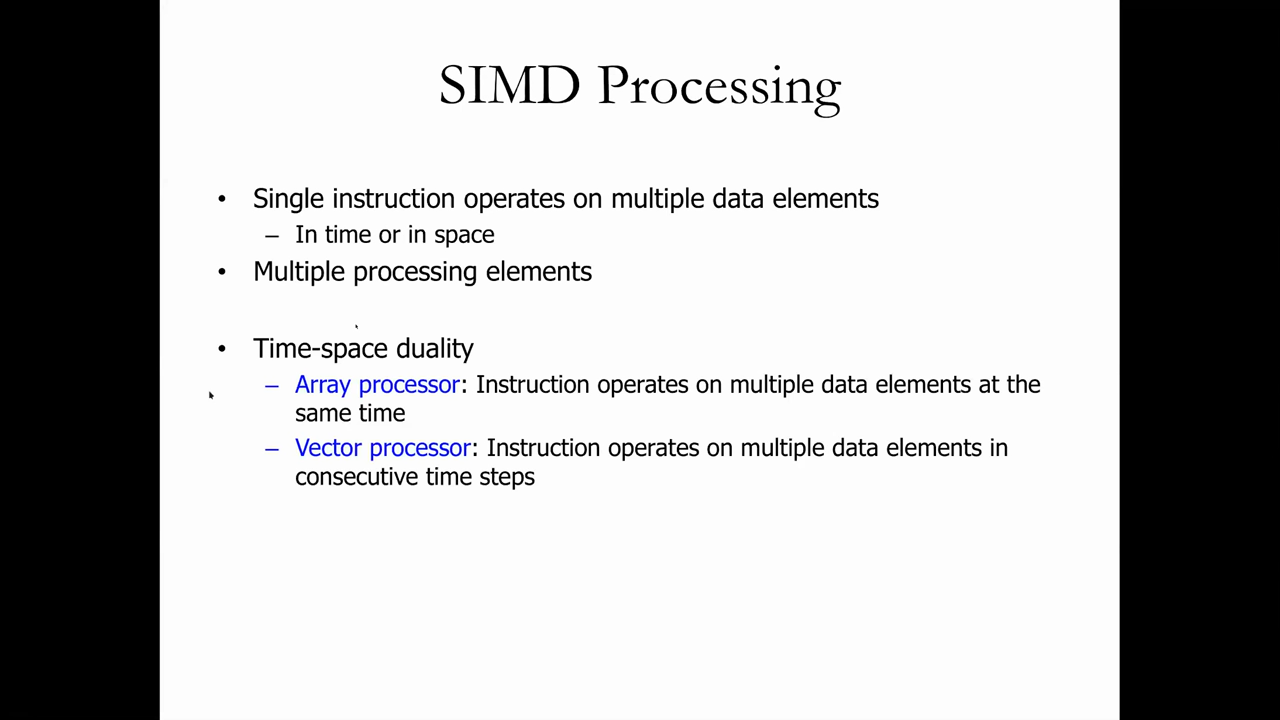 SIMD Processing
• Single instruction operates on multiple data elements
– In time or in space
• Multiple processing elements
• Time-space duality
– Array processor: Instruction operates on multiple data elements at the
same time
– Vector processor: Instruction operates on multiple data elements in
consecutive time steps